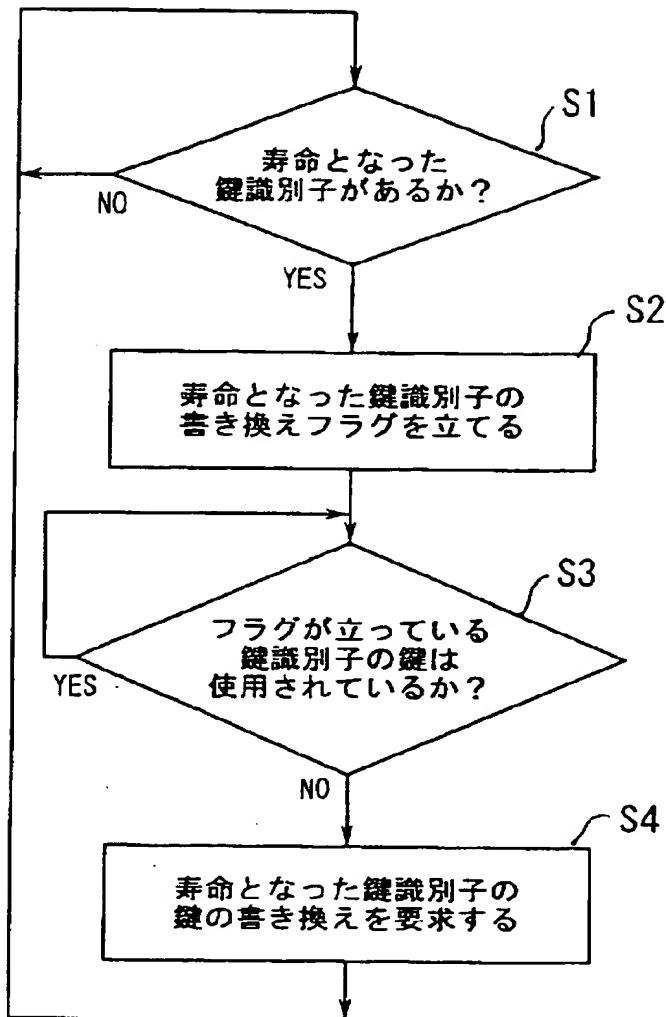 S1
寿命となった
鍵識別子があるか?
NO
YES
S2
寿命となった鍵識別子の
書き換えフラグを立てる
S3
フラグが立っている
鍵識別子の鍵は
使用されているか?
YES
NO
S4
寿命となった鍵識別子の
鍵の書き換えを要求する